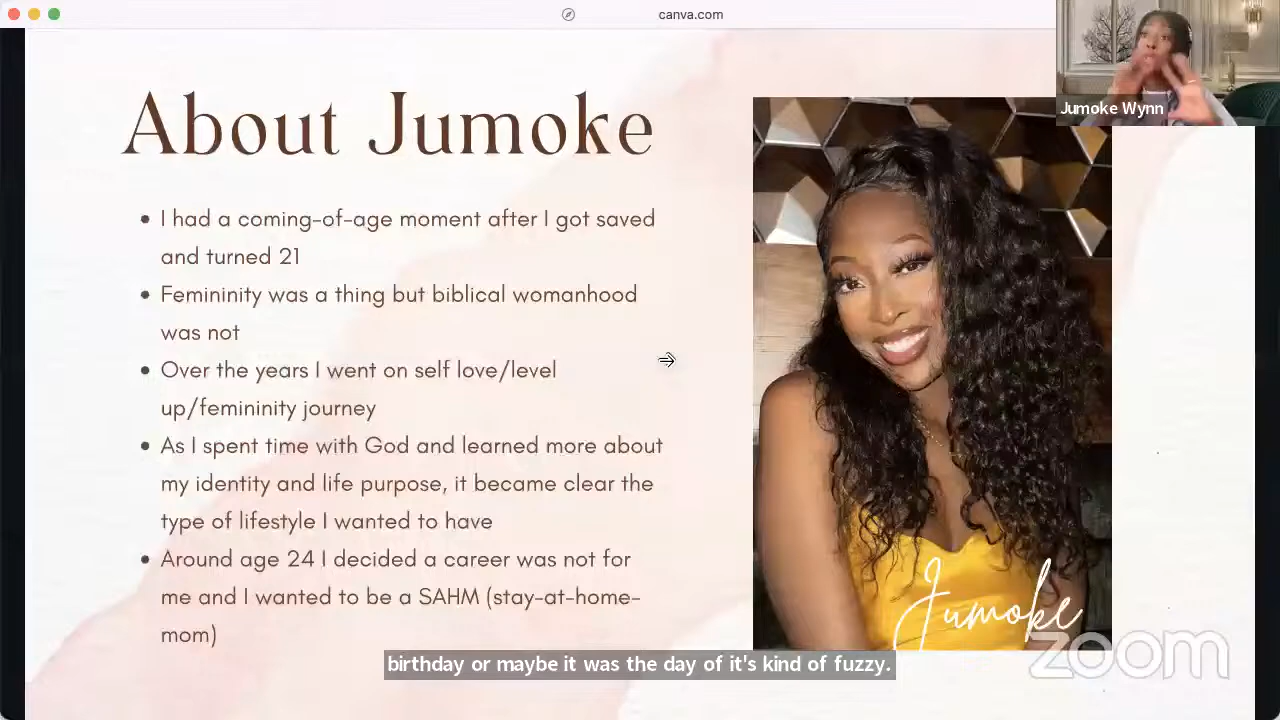 canva.com
Jumoke Wynn
About Jumoke
• I had a coming-of-age moment after I got saved
and turned 21
• Femininity was a thing but biblical womanhood
was not
• Over the years I went on self love/level
up/femininity journey
• As I spent time with God and learned more about
my identity and life purpose, it became clear the
type of lifestyle I wanted to have
• Around age 24 I decided a career was not for
me and I wanted to be a SAHM (stay-at-home-
mom)
Jumoke
birthday or maybe it was the day of it's kind of fuzzy.
zoom